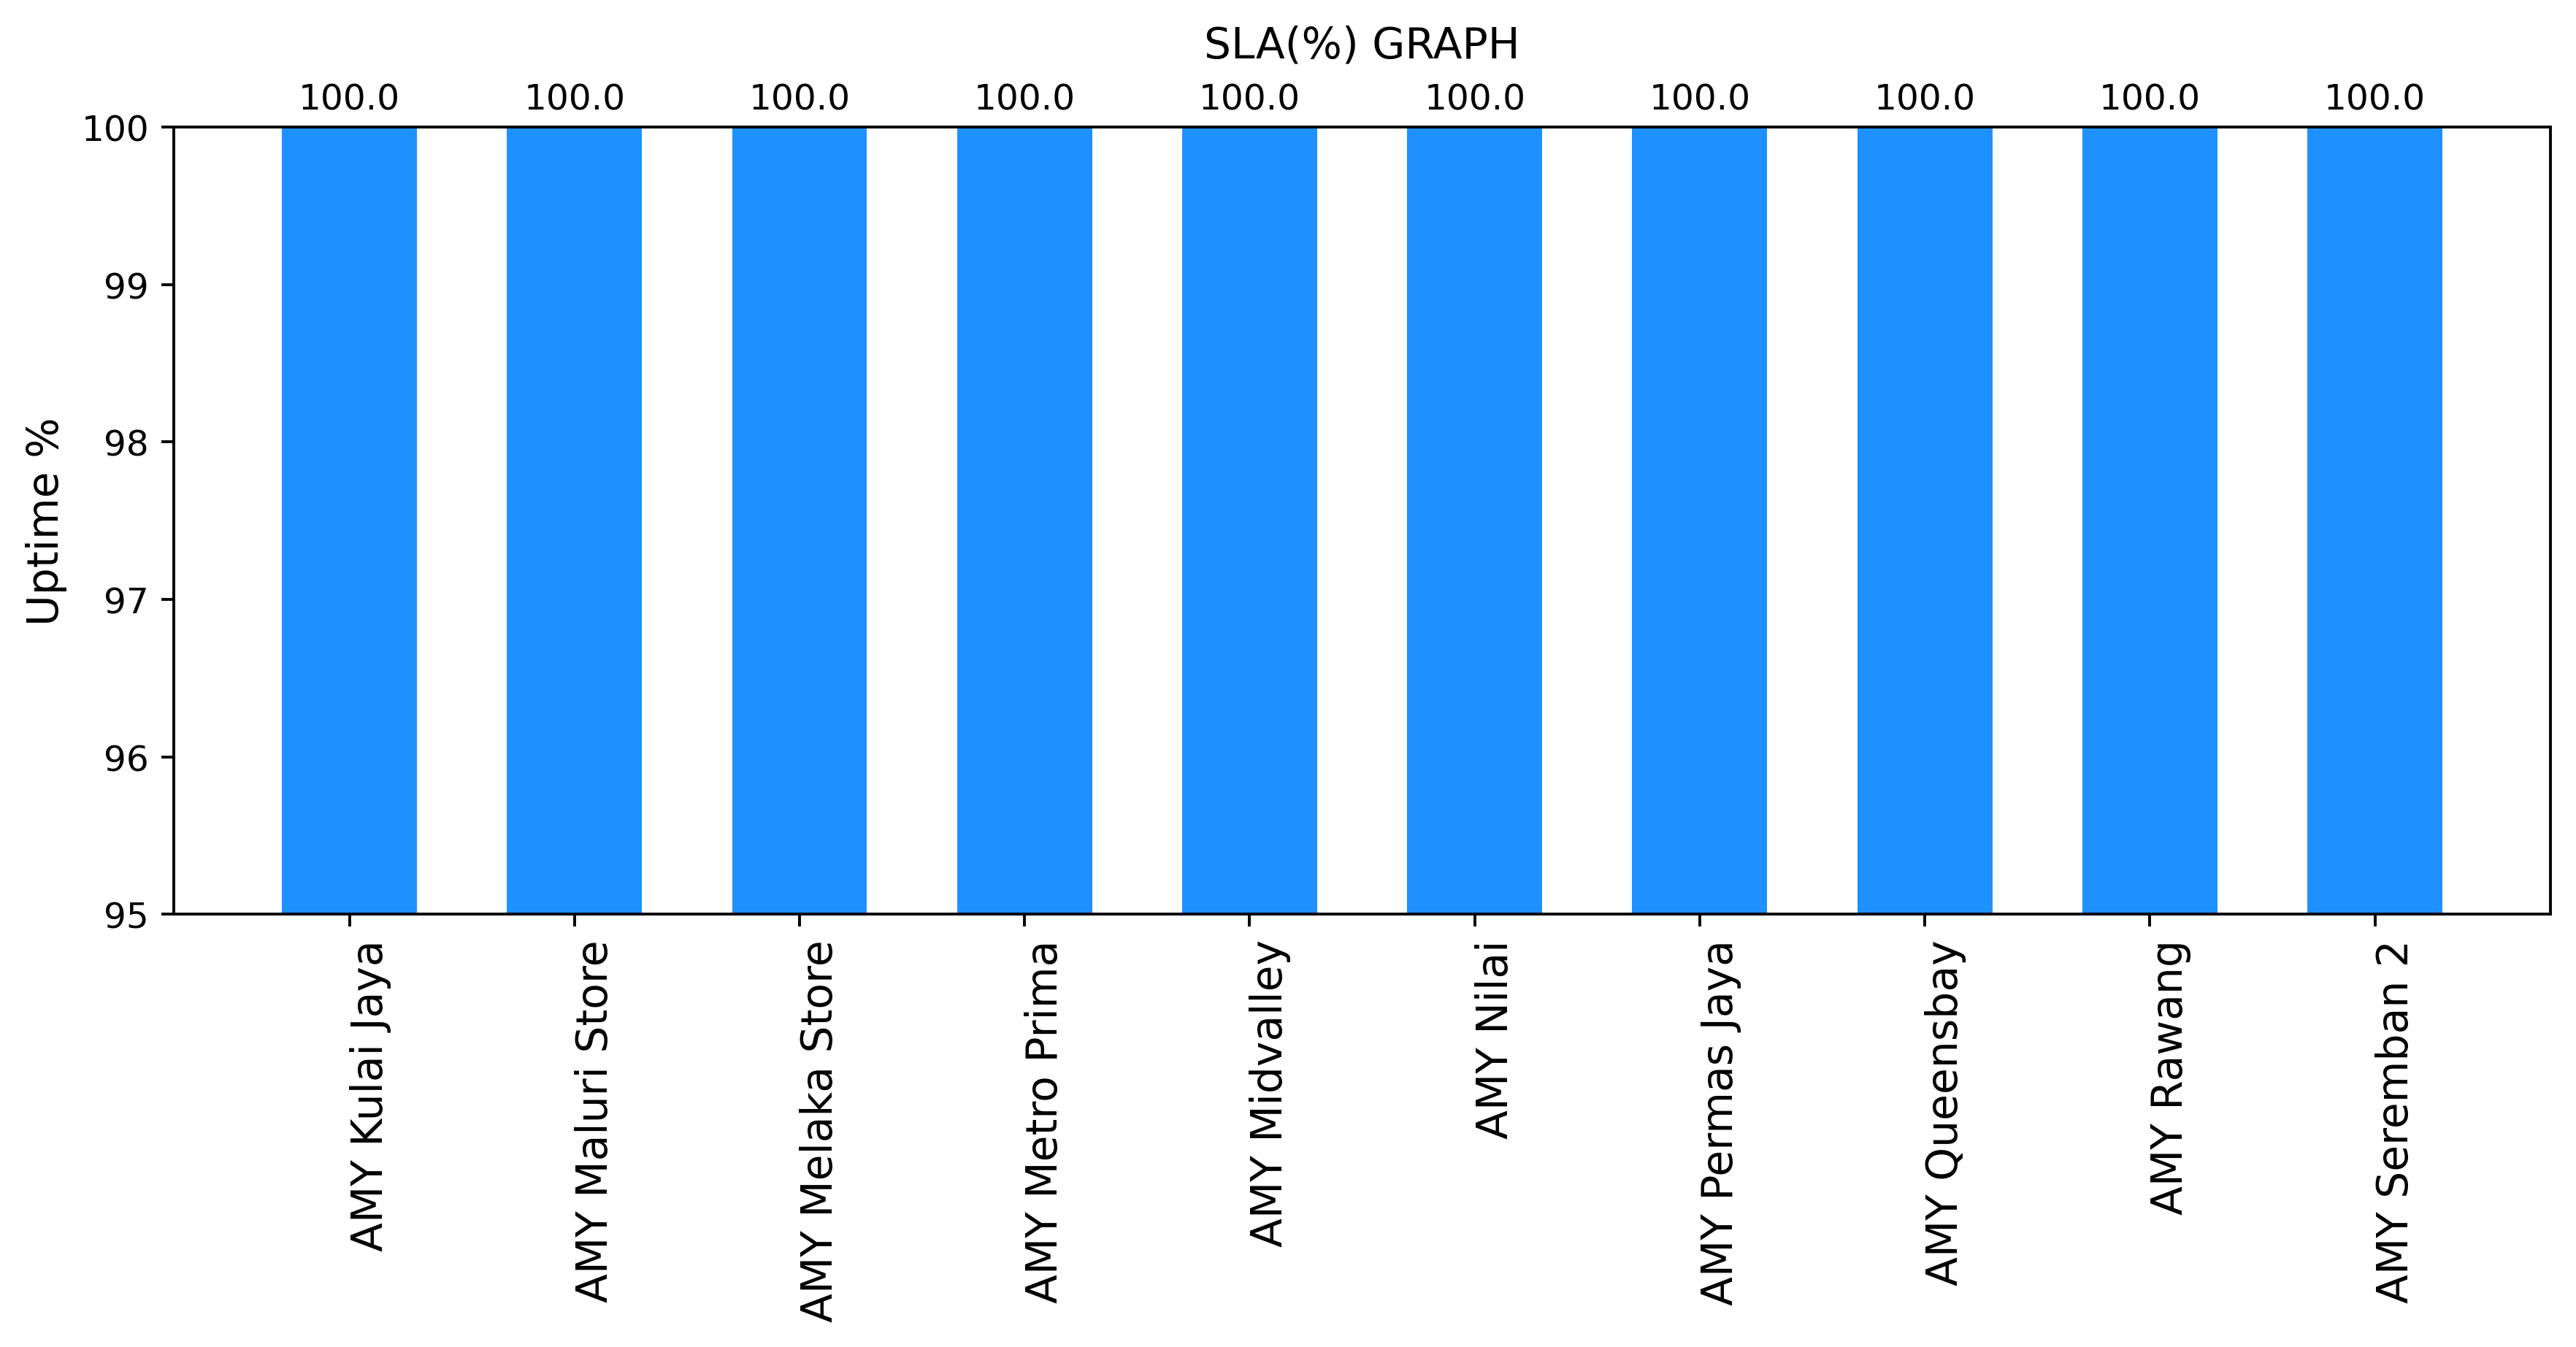 SLA(%) GRAPH
100.0 100.0 100.0 100.0 100.0 100.0 100.0 100.0 100.0 100.0
100
99
98
97
96
95
Uptime %
AMY Kulai Jaya
AMY Maluri Store
AMY Melaka Store
AMY Metro Prima
AMY Midvalley
AMY Nilai
AMY Permas Jaya
AMY Queensbay
AMY Rawang
AMY Seremban 2